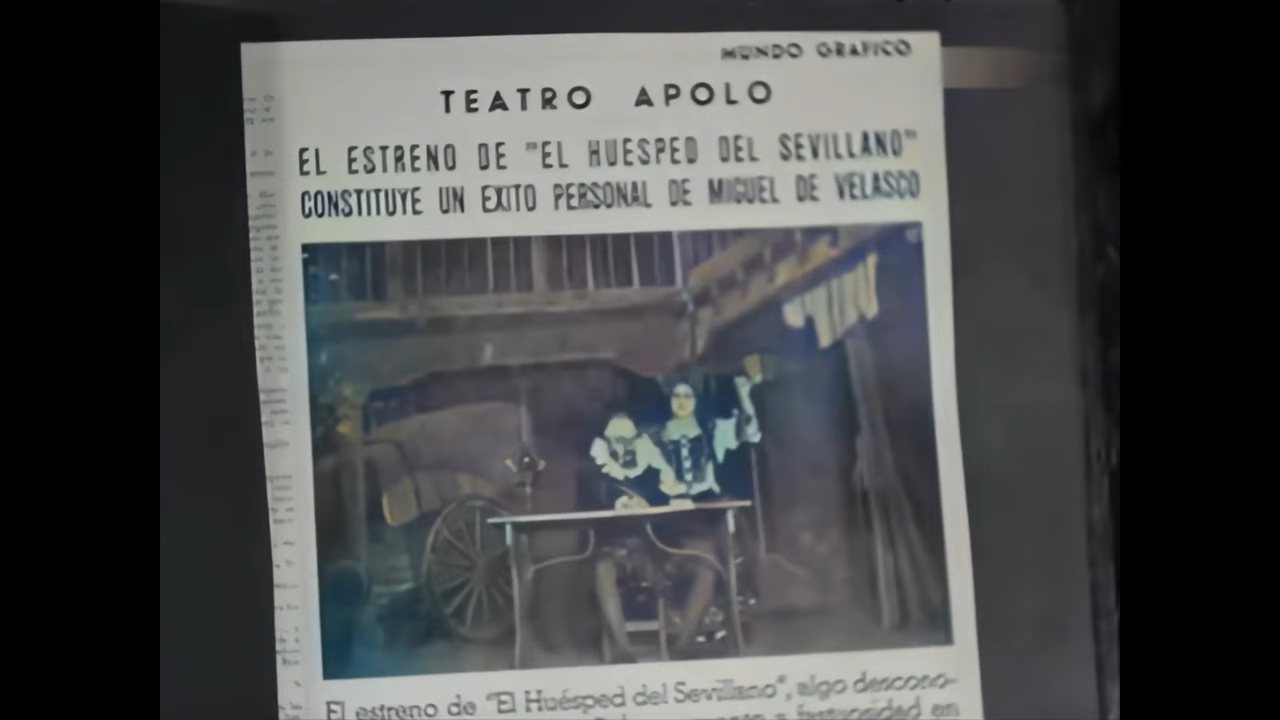 MUNDO GRAFICO
TEATRO APOLO
EL ESTRENO DE "EL HUESPED DEL SEVILLANO"
CONSTITUYE UN EXITO PERSONAL DE MIGUEL DE VELASCO
El estreno de "El Huésped del Sevillano", algo descono-
en